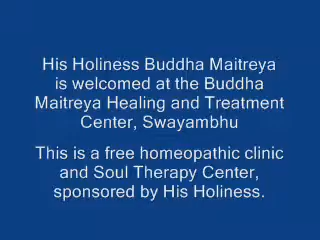 His Holiness Buddha Maitreya
is welcomed at the Buddha
Maitreya Healing and Treatment
Center, Swayambhu
This is a free homeopathic clinic
and Soul Therapy Center,
sponsored by His Holiness.